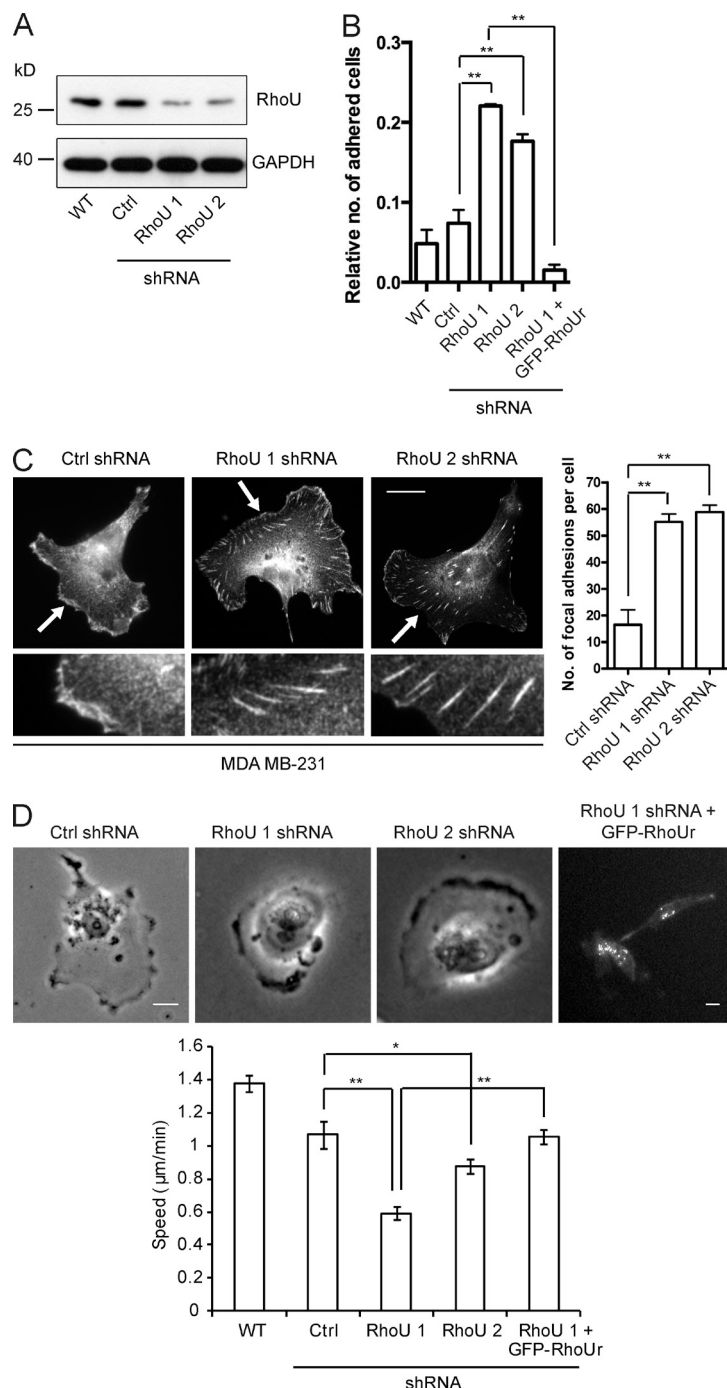 A
kD
25
40
RhoU
GAPDH
WT
Ctrl
RhoU 1
RhoU 2
shRNA
B
Relative no. of adhered cells
0.3
0.2
0.1
0.0
**
**
**
WT
Ctrl
RhoU 1
RhoU 2
RhoU 1 +
GFP-RhoUr
shRNA
C
Ctrl shRNA
RhoU 1 shRNA
RhoU 2 shRNA
MDA MB-231
No. of focal adhesions per cell
70
60
50
40
30
20
10
0
**
**
Ctrl shRNA
RhoU 1 shRNA
RhoU 2 shRNA
D
Ctrl shRNA
RhoU 1 shRNA
RhoU 2 shRNA
RhoU 1 shRNA +
GFP-RhoUr
Speed ( µm/min)
1.6
1.4
1.2
1
0.8
0.6
0.4
0.2
0
*
**
**
WT
Ctrl
RhoU 1
RhoU 2
RhoU 1 +
GFP-RhoUr
shRNA